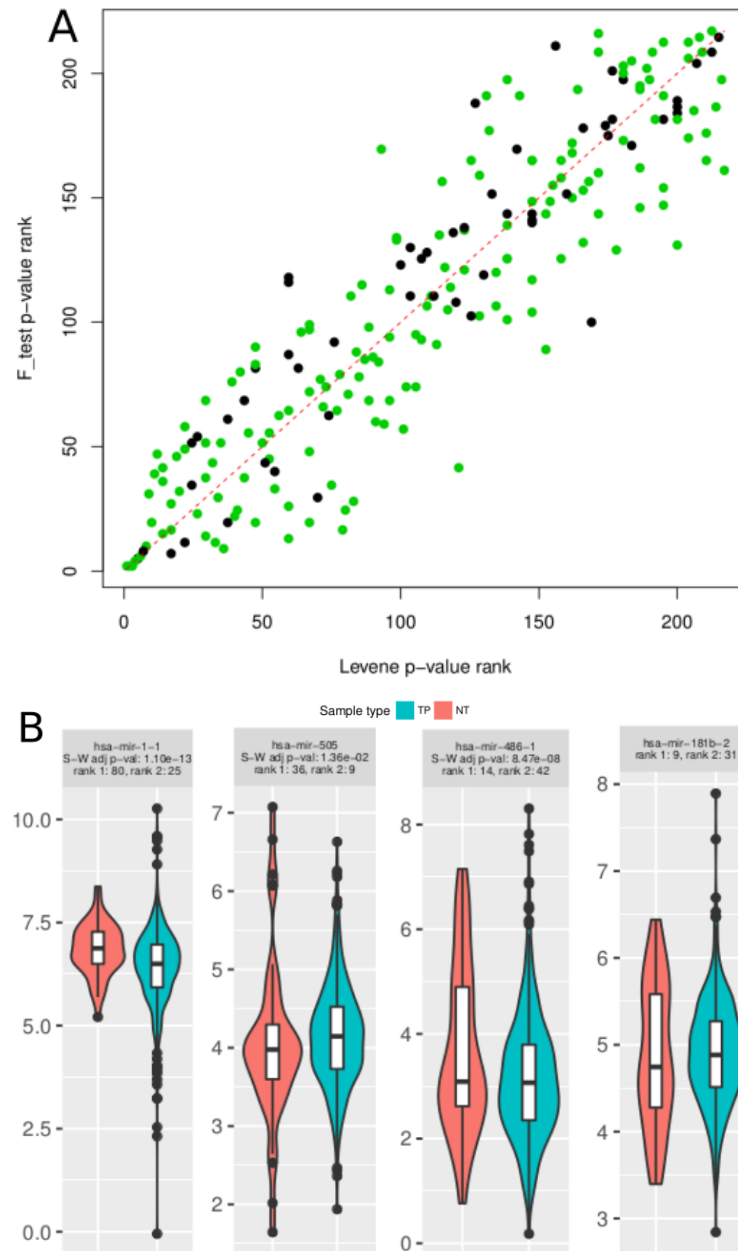 A
200
150
100
50
0
F_test p-value rank
0 50 100 150 200
Levene p-value rank
B
Sample type TP NT
hsa-mir-1-1
S-W adj p-val: 1.10e-13
rank 1: 80, rank 2: 25
10.0
7.5
5.0
2.5
0.0
hsa-mir-505
S-W adj p-val: 1.36e-02
rank 1: 36, rank 2: 9
7
6
5
4
3
2
hsa-mir-486-1
S-W adj p-val: 8.47e-08
rank 1: 14, rank 2: 42
8
6
4
2
0
hsa-mir-181b-2
rank 1: 9, rank 2: 31
8
7
6
5
4
3